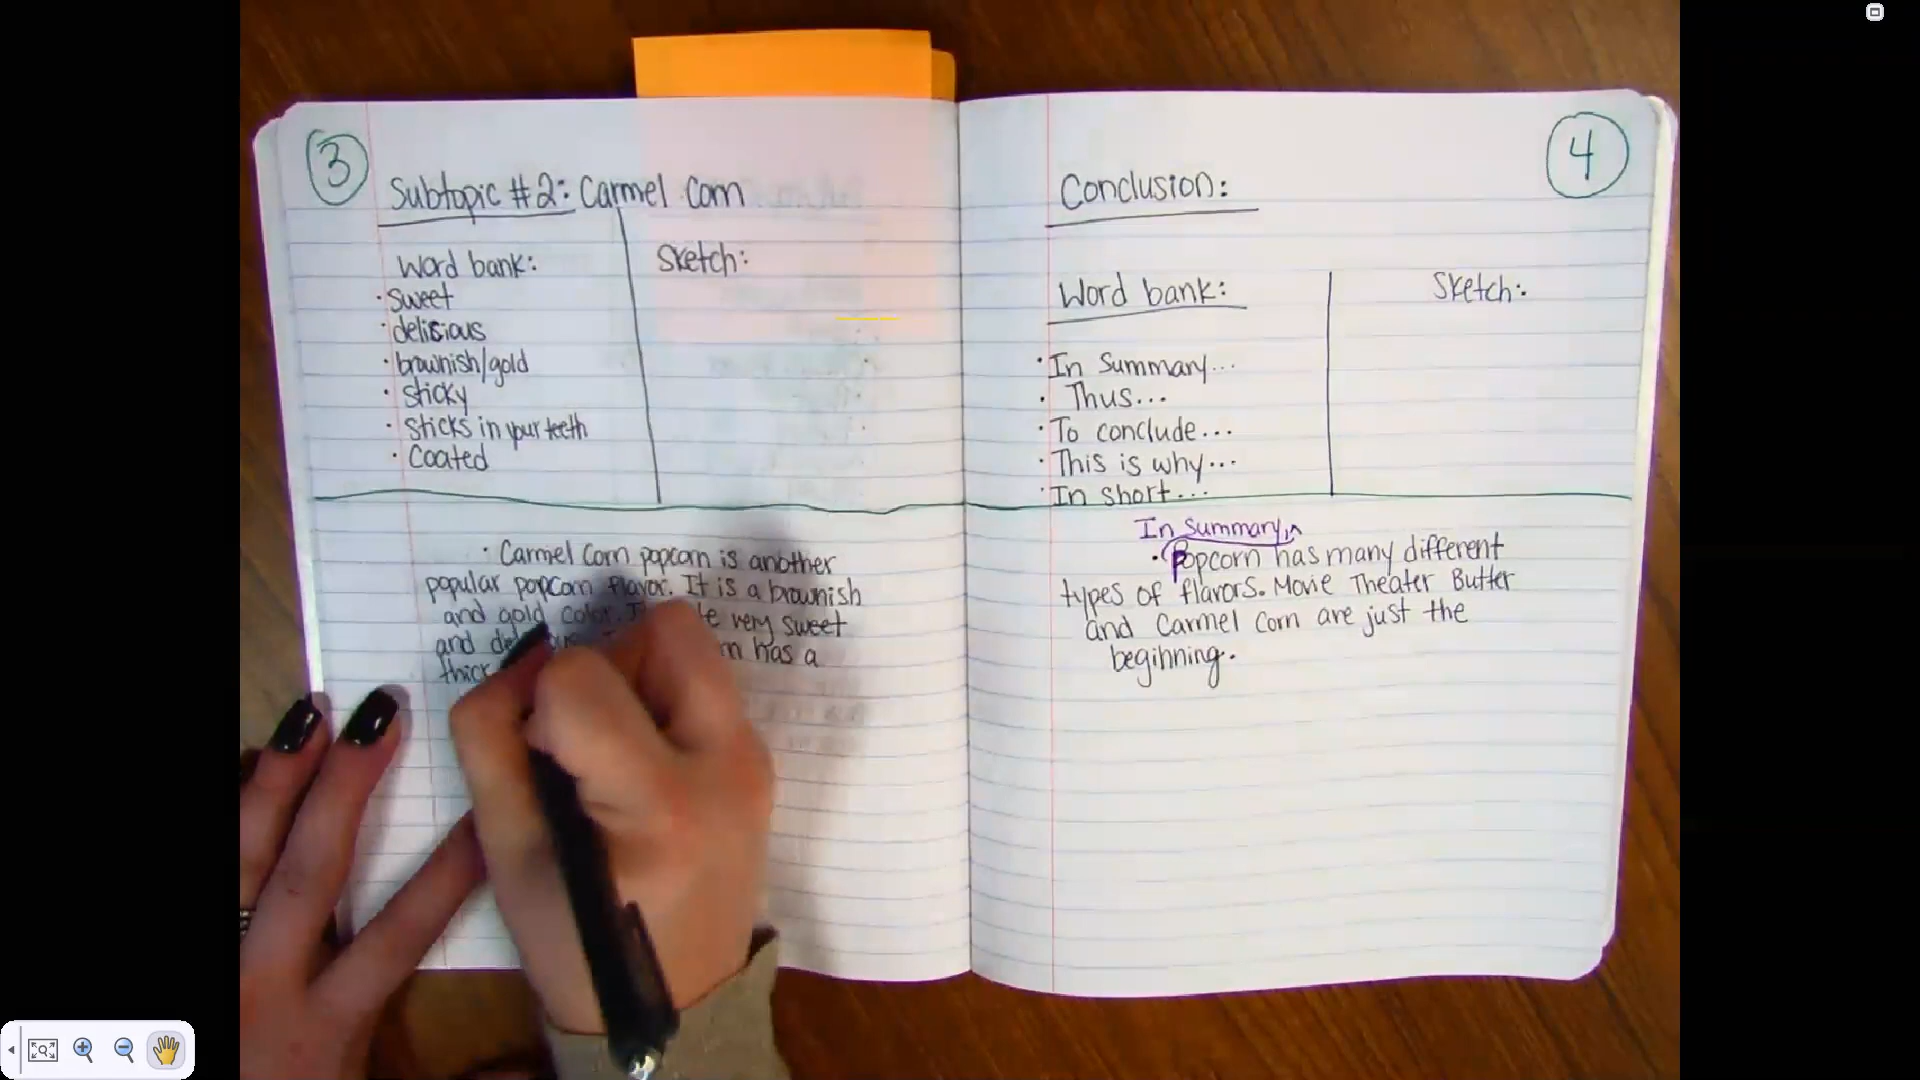 3
Subtopic #2: Carmel Corn
Word bank:
Sketch:
· Sweet
· delicious
· brownish/gold
· Sticky
· Sticks in your teeth
· Coated
· Carmel Corn popcorn is another
popular popcorn flavor. It is a brownish
and gold color. very sweet
and has a
thick
4
Conclusion:
Word bank:
Sketch:
· In Summary...
· Thus...
· To conclude...
· This is why...
· In short...
In Summary,
· Popcorn has many different
types of flavors. Movie Theater Butter
and Carmel Corn are just the
beginning.